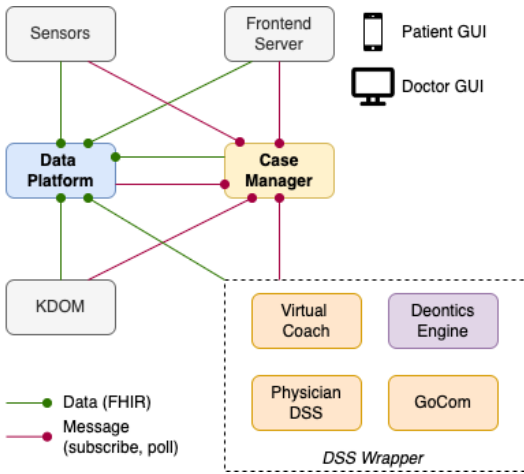 Sensors
Frontend
Server
Patient GUI
Doctor GUI
Data
Platform
Case
Manager
KDOM
Virtual
Coach
Deontics
Engine
Physician
DSS
GoCom
Data (FHIR)
Message
(subscribe, poll)
DSS Wrapper